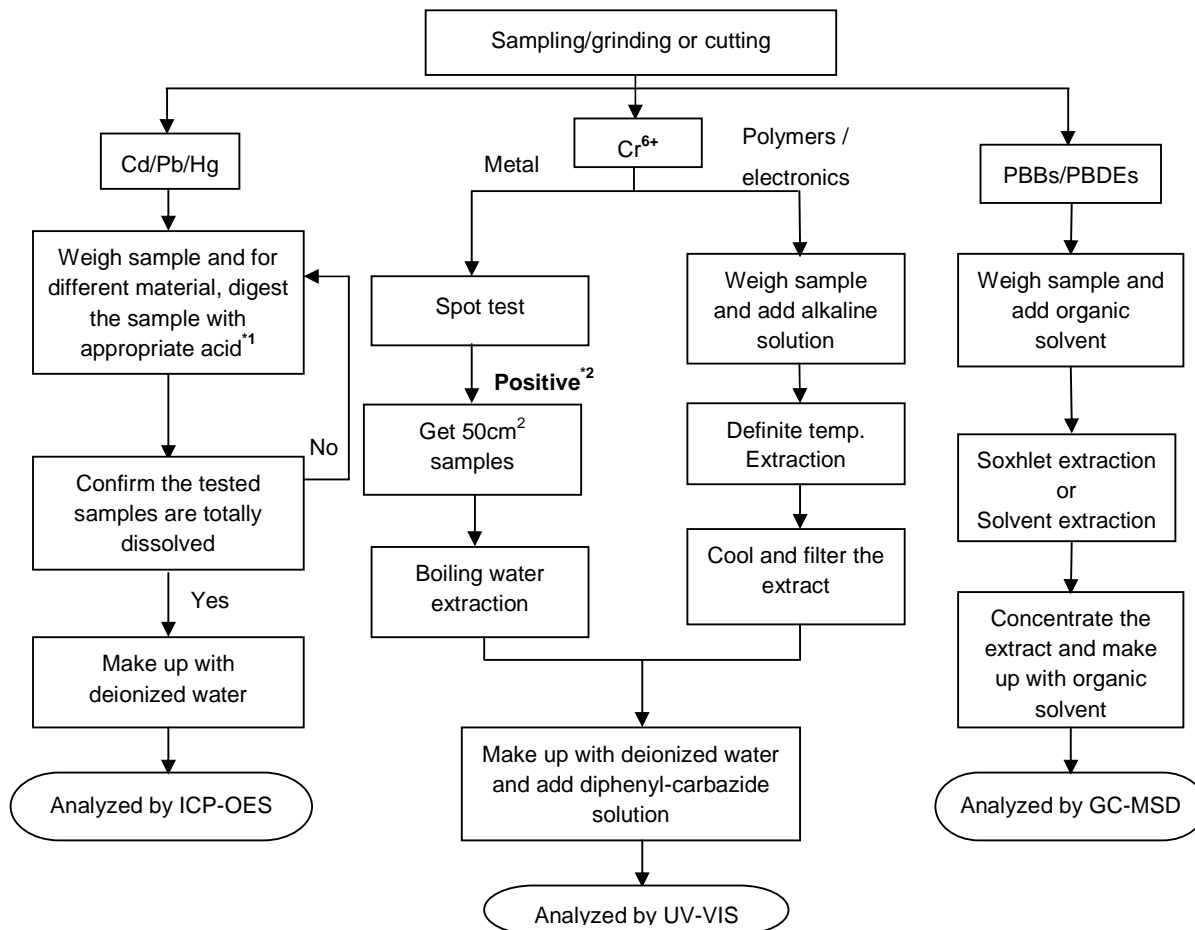 Sampling/grinding or cutting
Cd/Pb/Hg
Cr6+
Metal
Polymers /
electronics
PBBs/PBDEs
Weigh sample and for
different material, digest
the sample with
appropriate acid*1
Spot test
Weigh sample
and add alkaline
solution
Weigh sample and
add organic
solvent
Positive*2
No
Get 50cm2
samples
Definite temp.
Extraction
Confirm the tested
samples are totally
dissolved
Soxhlet extraction
or
Solvent extraction
Boiling water
extraction
Cool and filter the
extract
Yes
Make up with
deionized water
Concentrate the
extract and make
up with organic
solvent
Make up with deionized water
and add diphenyl-carbazide
solution
Analyzed by ICP-OES
Analyzed by GC-MSD
Analyzed by UV-VIS